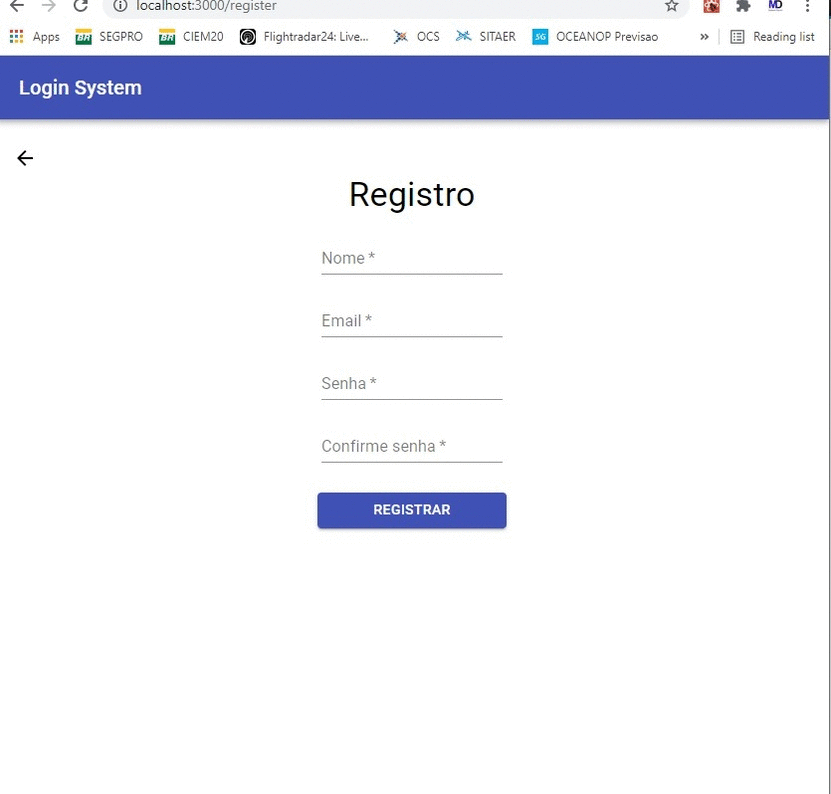 localhost:3000/register
Apps BR SEGPRO BR CIEM20 Flightradar24: Live... OCS SITAER SG OCEANOP Previsao » Reading list
MD
Login System
Registro
Nome *
Email *
Senha *
Confirme senha *
REGISTRAR